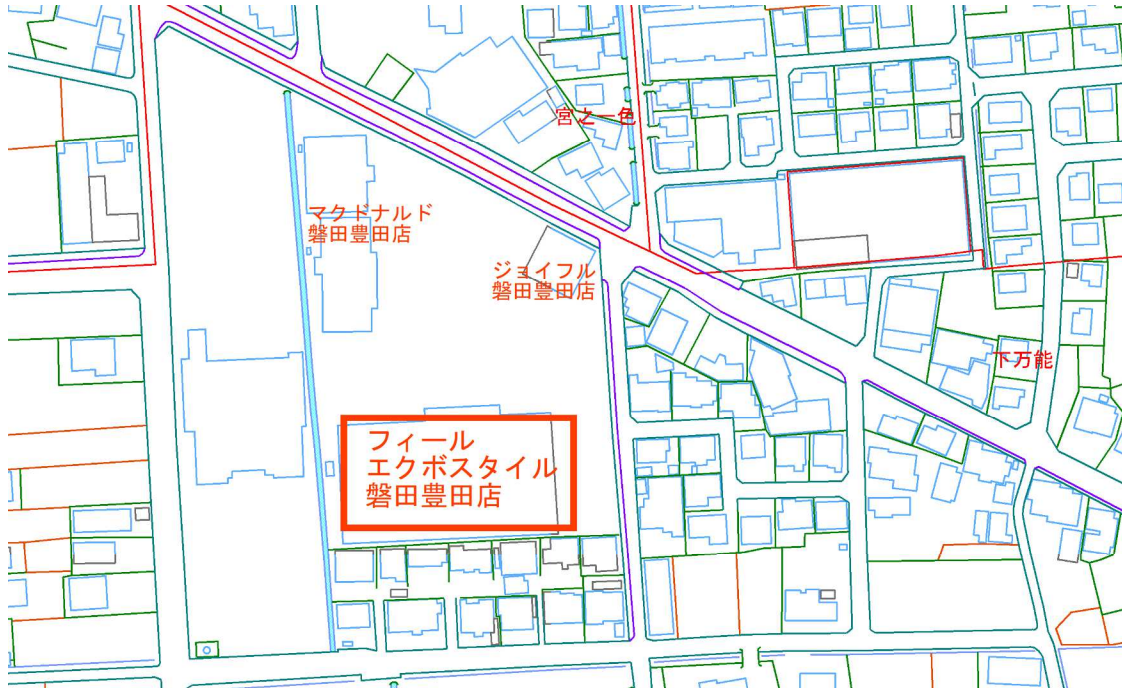 宮之一色
マクドナルド
磐田豊田店
ジョイフル
磐田豊田店
下万能
フィール
エクボスタイル
磐田豊田店